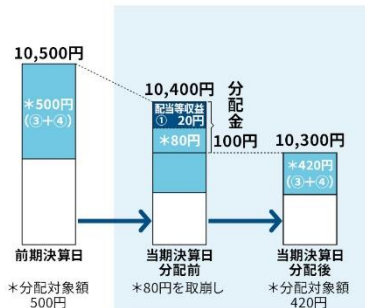 10,500円
*500円
(③+④)
前期決算日
*分配対象額
500円
10,400円
配当等収益
① 20円
*80円
分配金
100円
当期決算日
分配前
*80円を取崩し
10,300円
*420円
(③+④)
当期決算日
分配後
*分配対象額
420円